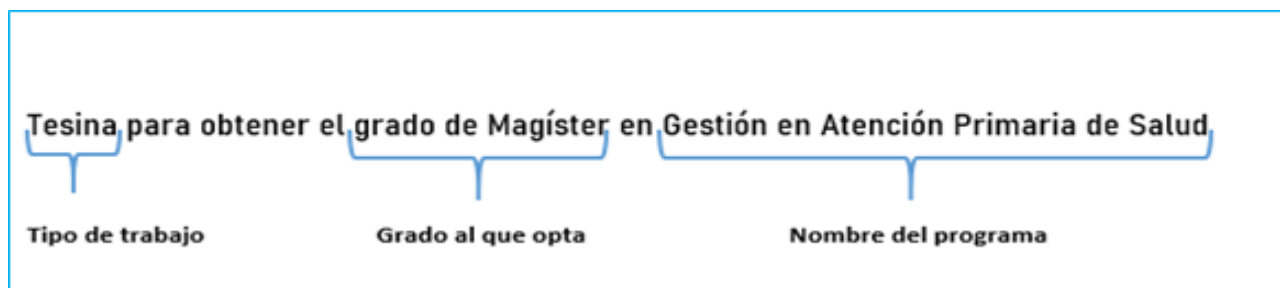 Tesina para obtener el grado de Magíster en Gestión en Atención Primaria de Salud
Tipo de trabajo Grado al que opta Nombre del programa